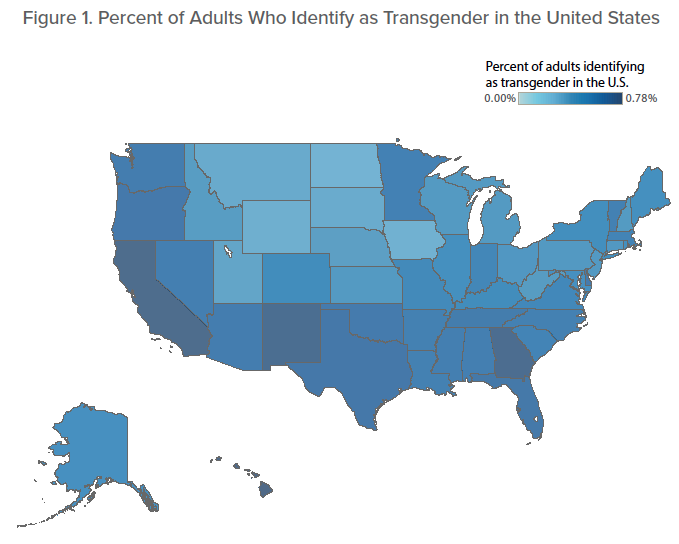 Figure 1. Percent of Adults Who Identify as Transgender in the United States
Percent of adults identifying
as transgender in the U.S.
0.00% 0.78%